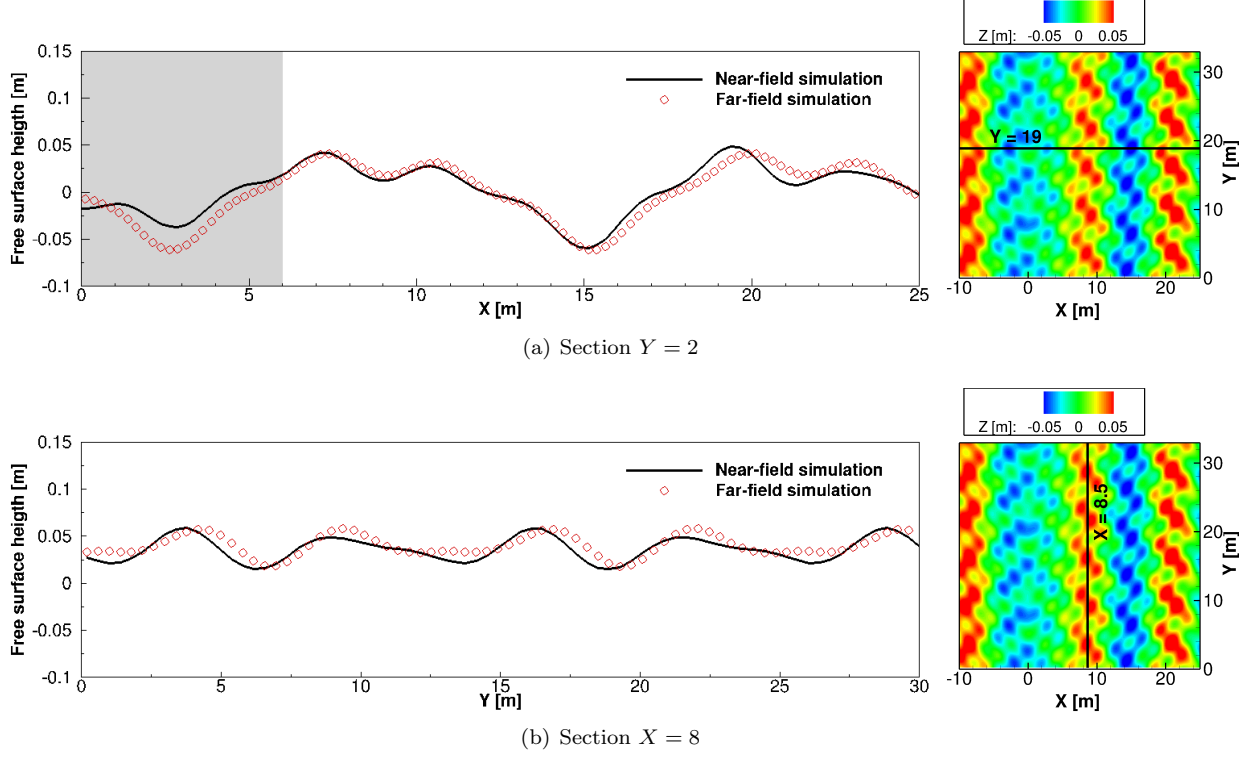 Z [m]: -0.05 0 0.05
0.15
0.1
0.05
0
-0.05
-0.1
Free surface heigth [m]
Near-field simulation
Far-field simulation
0 5 10 15 20 25
X [m]
Y = 19
30
20
10
0
Y [m]
-10 0 10 20
X [m]
(a) Section Y = 2
Z [m]: -0.05 0 0.05
0.15
0.1
0.05
0
-0.05
-0.1
Free surface heigth [m]
Near-field simulation
Far-field simulation
0 5 10 15 20 25 30
Y [m]
X = 8.5
30
20
10
0
Y [m]
-10 0 10 20
X [m]
(b) Section X = 8